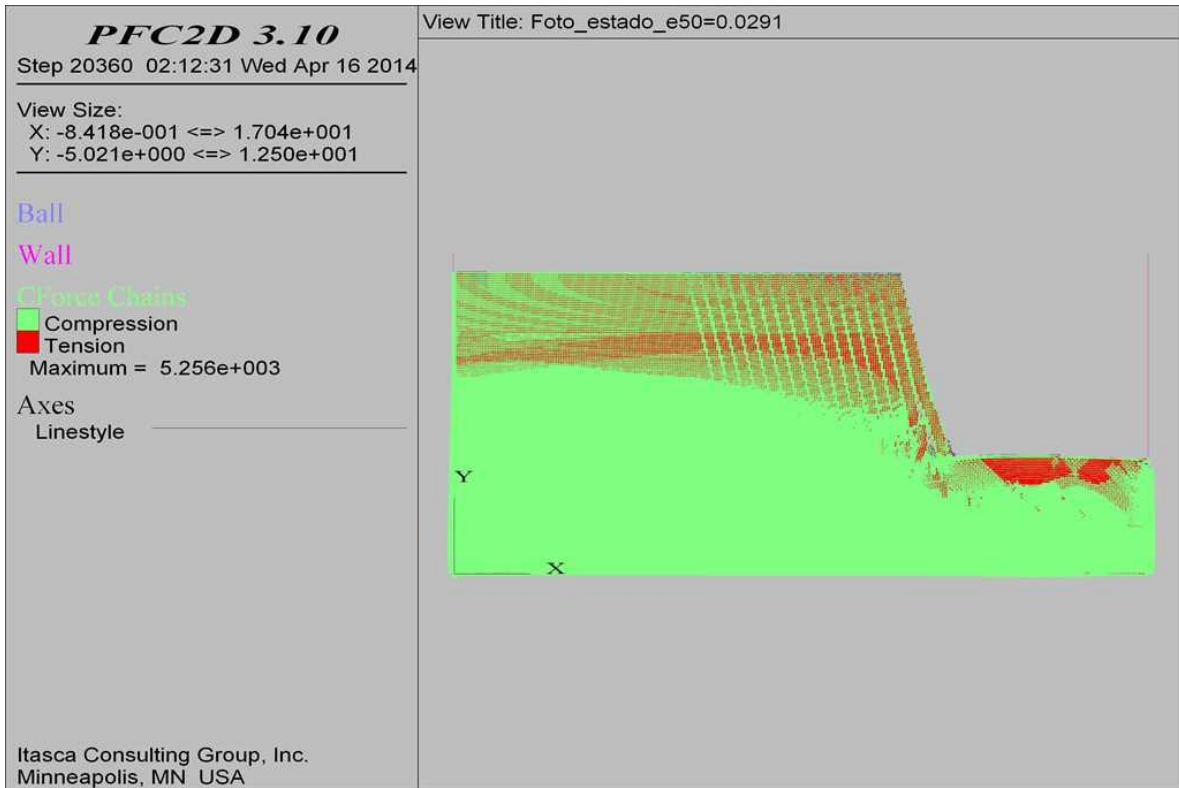 PFC2D 3.10
Step 20360 02:12:31 Wed Apr 16 2014
View Size:
X: -8.418e-001 <=> 1.704e+001
Y: -5.021e+000 <=> 1.250e+001
Ball
Wall
CForce Chains
Compression
Tension
Maximum = 5.256e+003
Axes
Linestyle
Itasca Consulting Group, Inc.
Minneapolis, MN USA
View Title: Foto_estado_e50=0.0291
Y
X